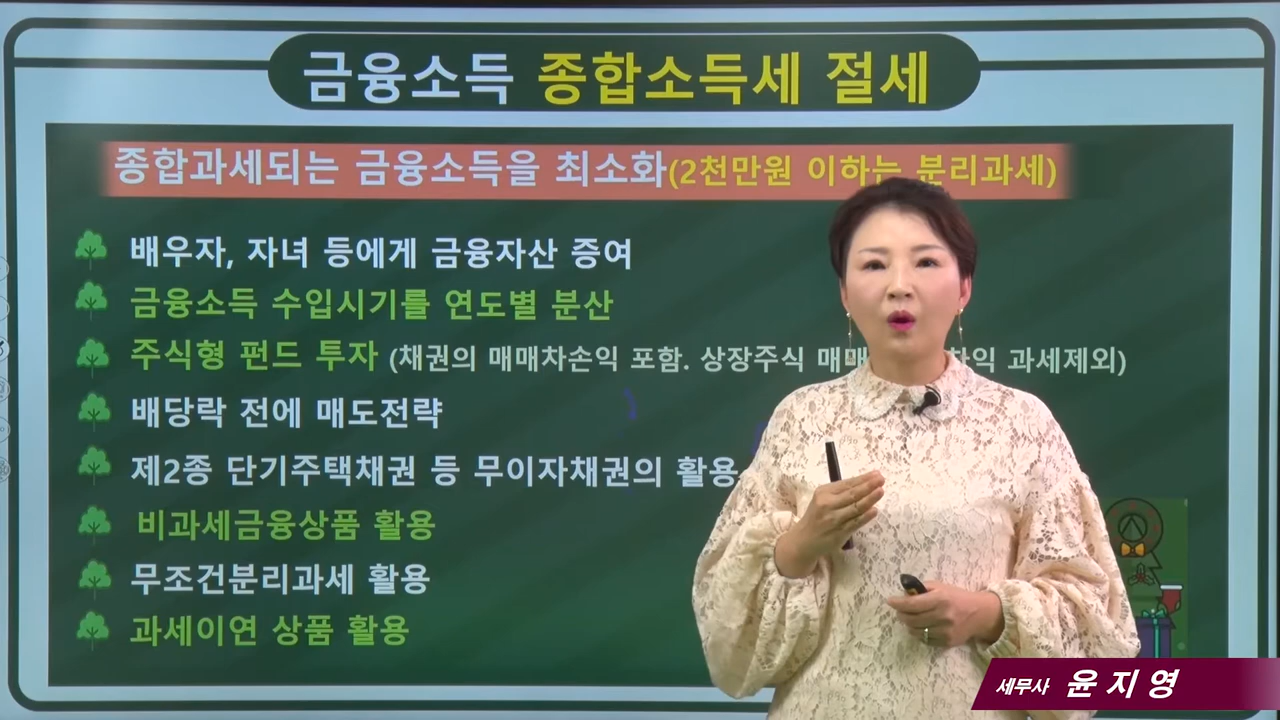 금융소득 종합소득세 절세
종합과세되는 금융소득을 최소화(2천만원 이하는 분리과세)
배우자, 자녀 등에게 금융자산 증여
금융소득 수입시기를 연도별 분산
주식형 펀드 투자 (채권의 매매차손익 포함. 상장주식 매매 차익 과세제외)
배당락 전에 매도전략
제2종 단기주택채권 등 무이자채권의 활용
비과세금융상품 활용
무조건분리과세 활용
과세이연 상품 활용
세무사 윤지영